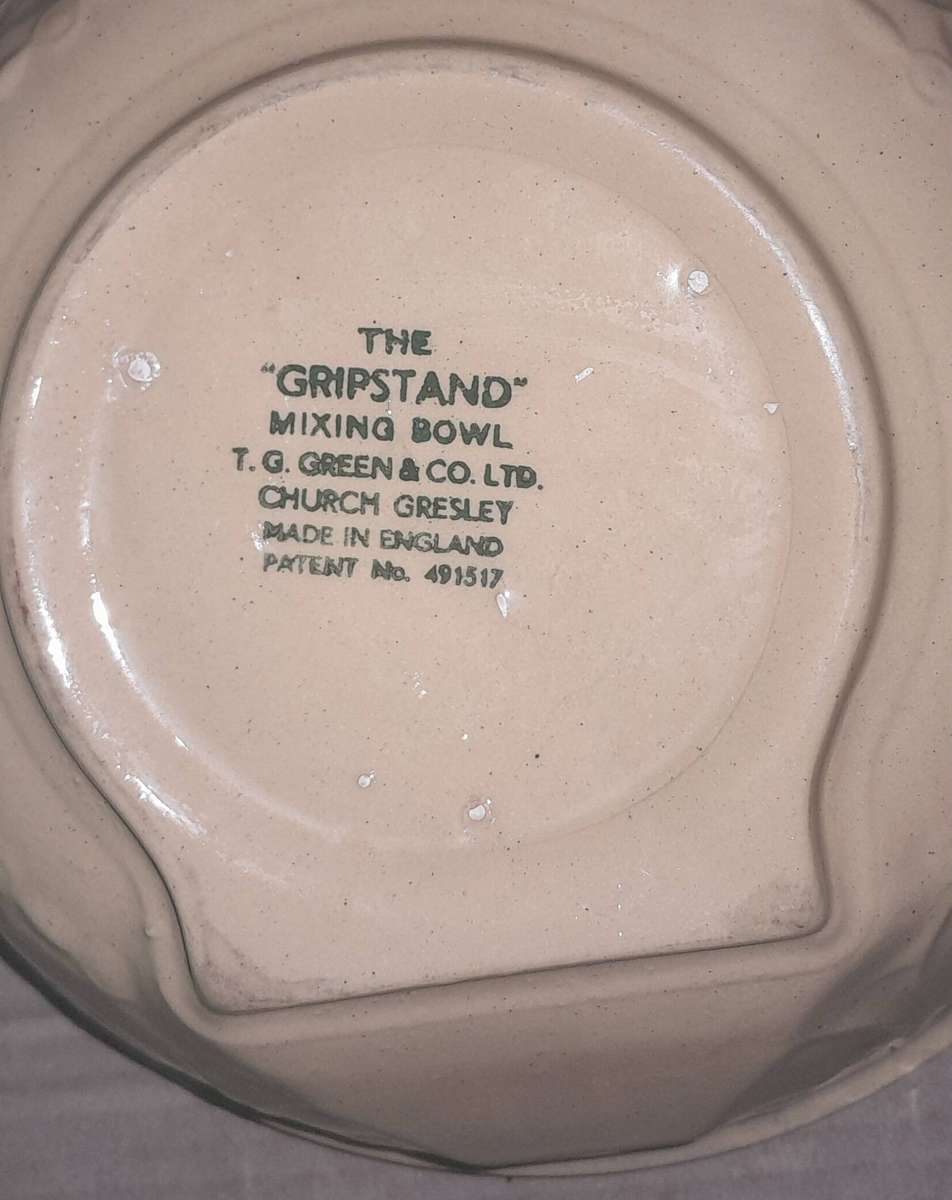 THE
"GRIPSTAND"
MIXING BOWL
T. G. GREEN & CO. LTD.
CHURCH GRESLEY
MADE IN ENGLAND
PATENT No. 491517